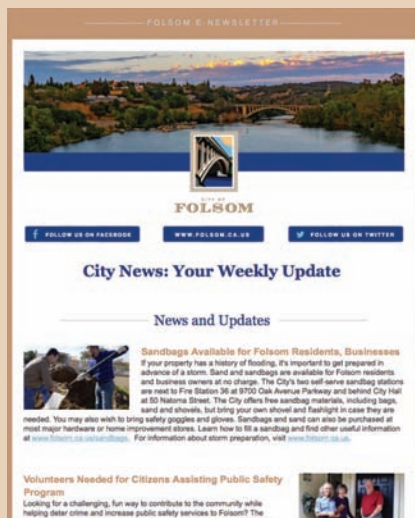 FOLSOM E-NEWSLETTER
CITY OF
FOLSOM
FOLLOW US ON FACEBOOK
WWW.FOLSOM.CA.US
FOLLOW US ON TWITTER
City News: Your Weekly Update
News and Updates
Sandbags Available for Folsom Residents, Businesses
If your property has a history of flooding, it's important to get prepared in
advance of a storm. Sand and sandbags are available for Folsom residents
and business owners at no charge. The City's two self-serve sandbag stations
are next to Fire Station 36 at 9700 Oak Avenue Parkway and behind City Hall
at 50 Natoma Street. The City offers free sandbag materials, including bags,
sand and shovels, but bring your own shovel and flashlight in case they are
needed. You may also wish to bring safety goggles and gloves. Sandbags and sand can also be purchased at
most major hardware or home improvement stores. Learn how to fill a sandbag and find other useful information
at www.folsom.ca.us/sandbags. For information about storm preparation, visit www.folsom.ca.us.
Volunteers Needed for Citizens Assisting Public Safety
Program
Looking for a challenging, fun way to contribute to the community while
helping deter crime and increase public safety services to Folsom? The